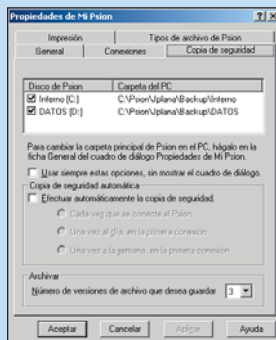 Propiedades de Mi Psion
Impresión
Tipos de archivo de Psion
General
Conexiones
Copia de seguridad
Disco de Psion
Carpeta del PC
Interno [C:]
C:\Psion\Jplana\Backup\Interno
DATOS [D:]
C:\Psion\Jplana\Backup\DATOS
Para cambiar la carpeta principal de Psion en el PC, hágalo en la
ficha General del cuadro de diálogo Propiedades de Mi Psion.
Usar siempre estas opciones, sin mostrar el cuadro de diálogo.
Copia de seguridad automática
Efectuar automáticamente la copia de seguridad.
Cada vez que se conecte el Psion
Una vez al día, en la primera conexión
Una vez a la semana, en la primera conexión
Archivar
Número de versiones de archivo que desea guardar
3
Aceptar
Cancelar
Aplicar
Ayuda